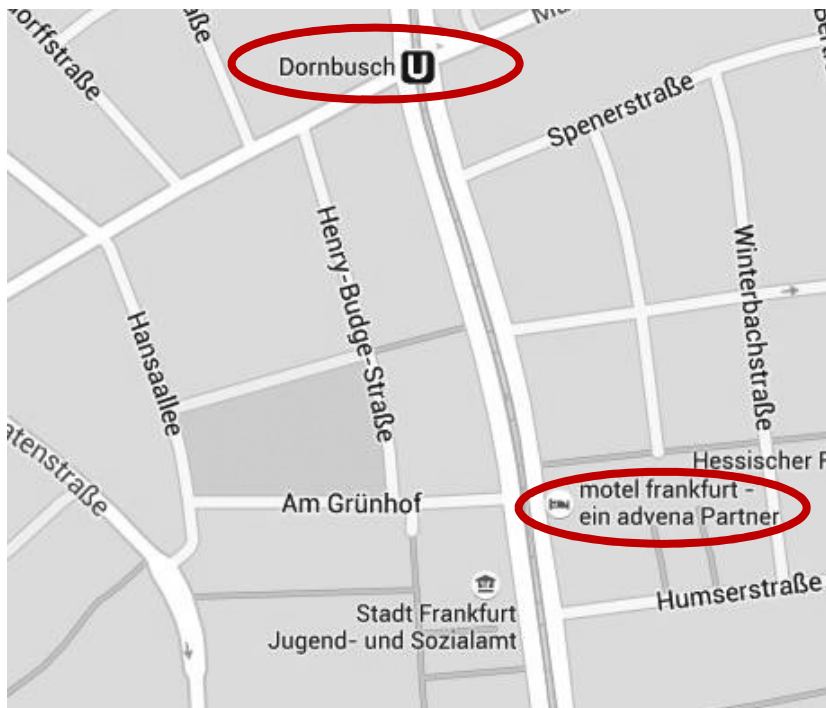 Dornbusch U
Spenerstraße
Henry-Budge-Straße
Winterbachstraße
Hansaallee
Hessischer
motel frankfurt -
ein advena Partner
Am Grünhof
Humserstraße
Stadt Frankfurt
Jugend- und Sozialamt